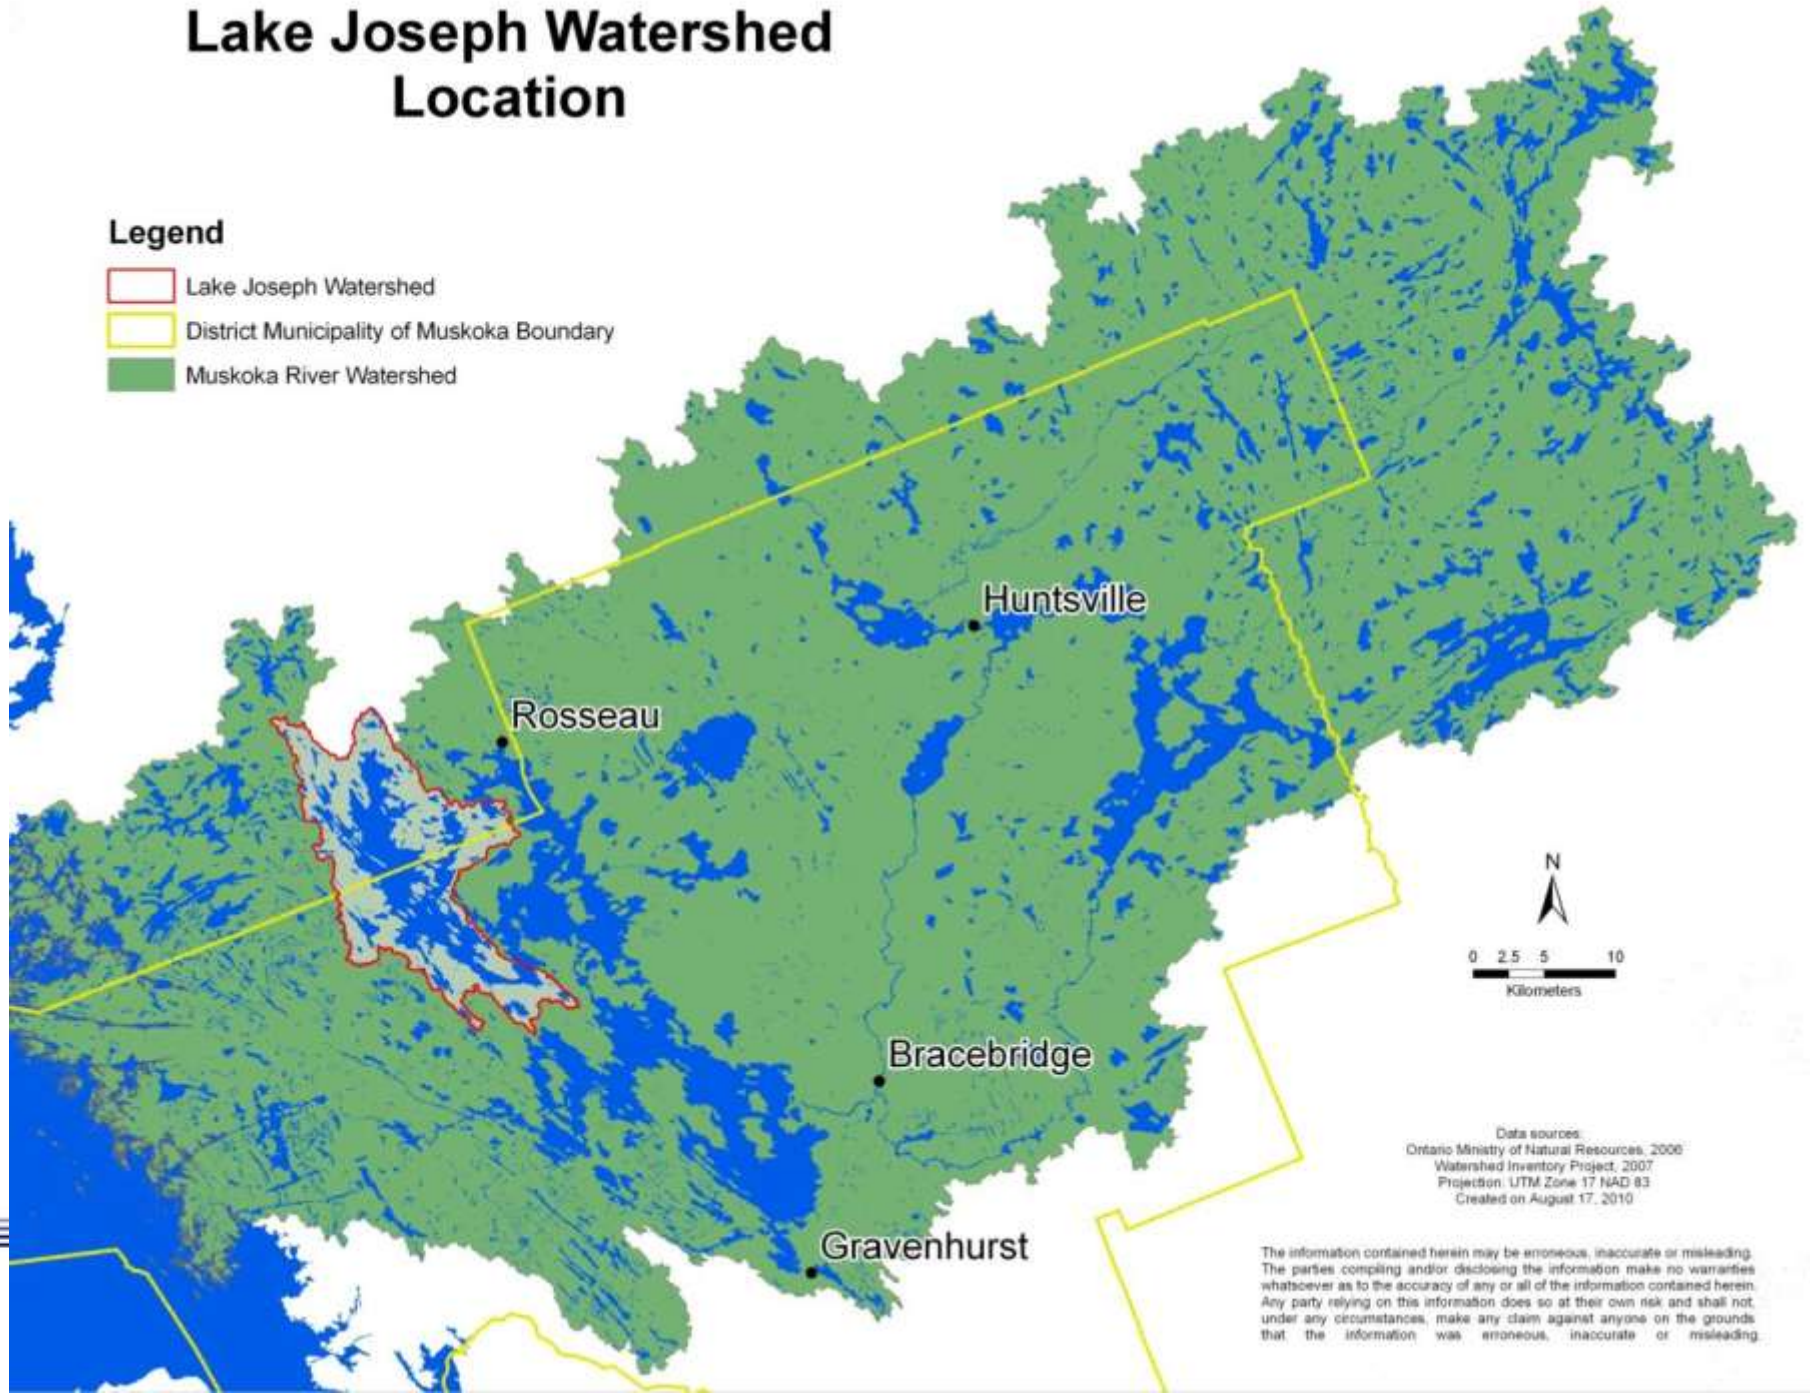 Lake Joseph Watershed
Location
Legend
Lake Joseph Watershed
District Municipality of Muskoka Boundary
Muskoka River Watershed
Huntsville
Rosseau
N
0 2.5 5 10
Kilometers
Bracebridge
Data sources:
Ontario Ministry of Natural Resources, 2006
Watershed Inventory Project, 2007
Projection: UTM Zone 17 NAD 83
Created on August 17, 2010
Gravenhurst
The information contained herein may be erroneous, inaccurate or misleading.
The parties compiling and/or disclosing the information make no warranties
whatsoever as to the accuracy of any or all of the information contained herein.
Any party relying on this information does so at their own risk and shall not,
under any circumstances, make any claim against anyone on the grounds
that the information was erroneous, inaccurate or misleading.